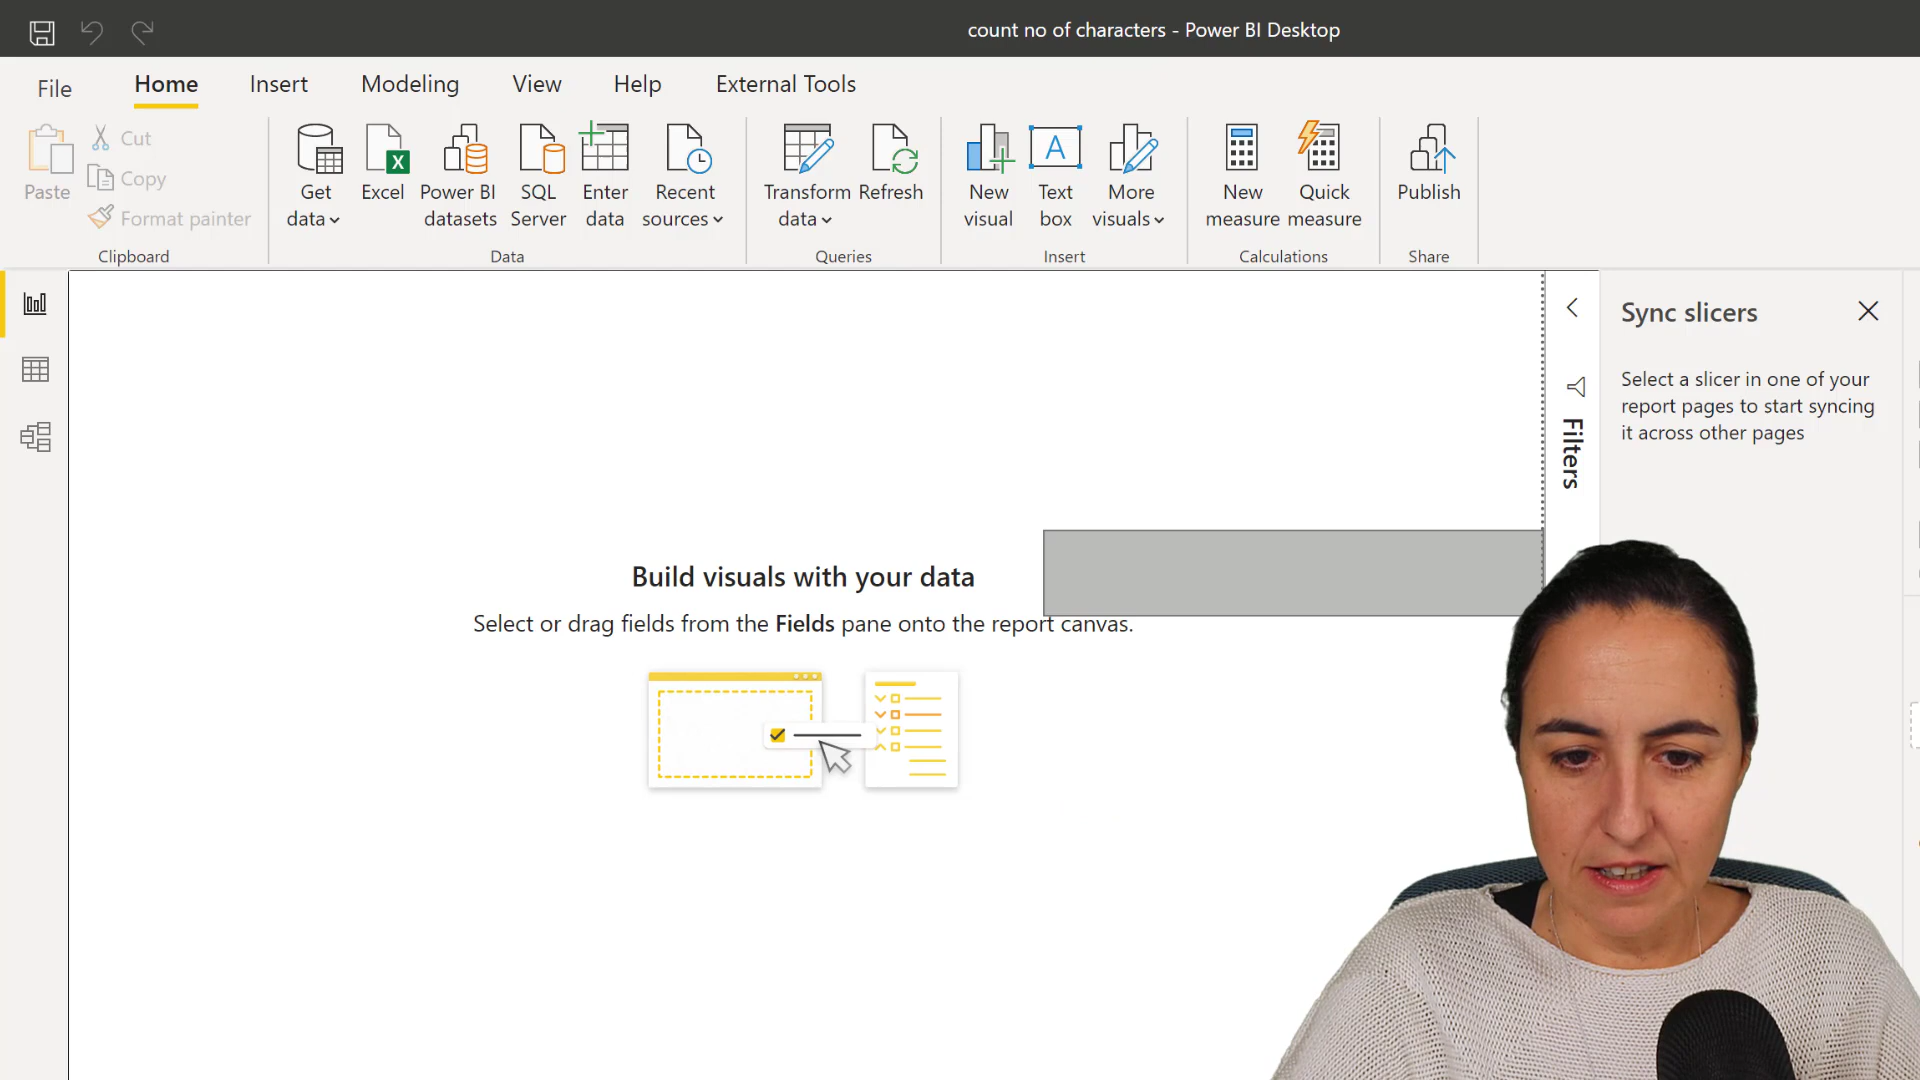 count no of characters - Power BI Desktop
File Home Insert Modeling View Help External Tools
Paste
Cut
Copy
Format painter
Clipboard
Get data
Excel
Power BI datasets
SQL Server
Enter data
Recent sources
Data
Transform data
Refresh
Queries
New visual
Text box
More visuals
Insert
New measure
Quick measure
Calculations
Publish
Share
Filters
Sync slicers
Select a slicer in one of your
report pages to start syncing
it across other pages
Build visuals with your data
Select or drag fields from the Fields pane onto the report canvas.